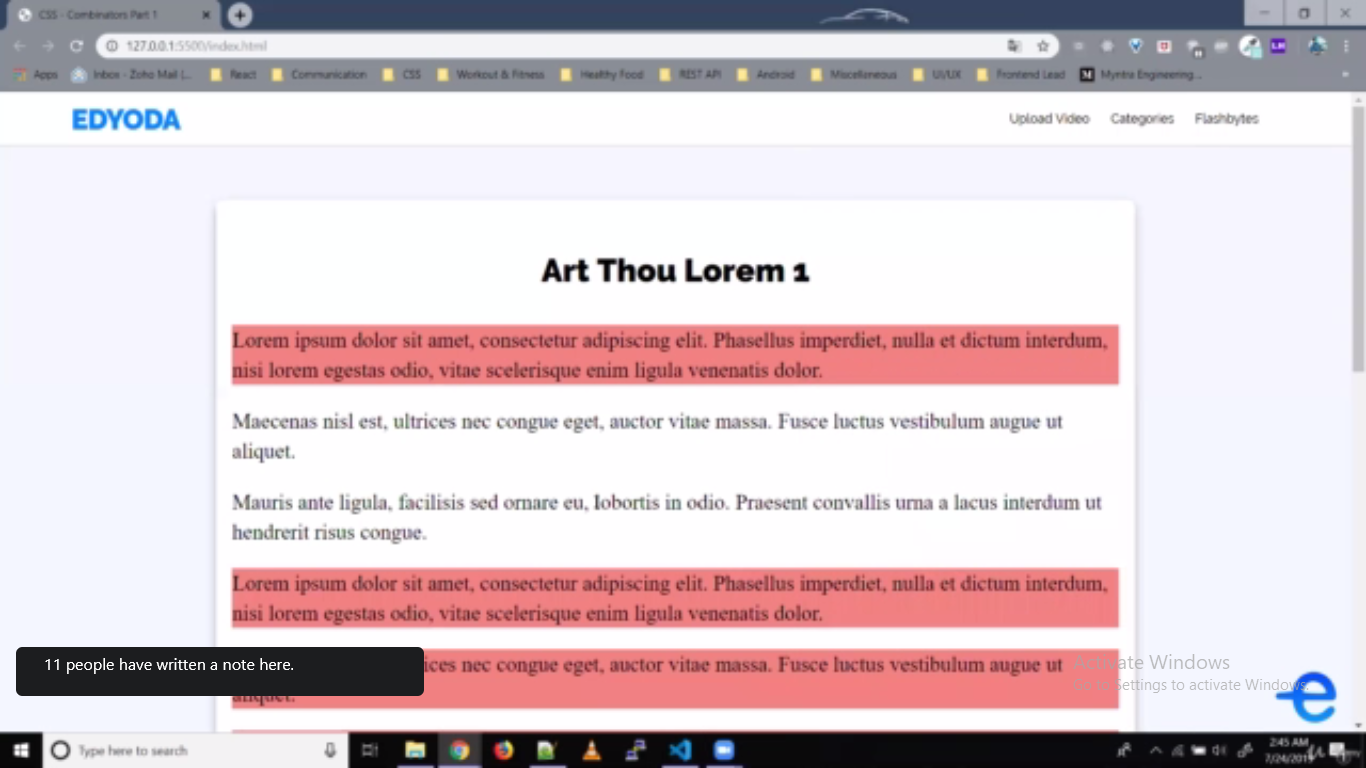 CSS - Combinators Part 1
127.0.0.1:5500/index.html
Apps
Inbox - Zoho Mail (...
React
Communication
CSS
Workout & Fitness
Healthy Food
REST API
Android
Miscellaneous
UI/UX
Frontend Lead
M
Myntra Engineering...
EDYODA
Upload Video
Categories
Flashbytes
Art Thou Lorem 1
Lorem ipsum dolor sit amet, consectetur adipiscing elit. Phasellus imperdiet, nulla et dictum interdum,
nisi lorem egestas odio, vitae scelerisque enim ligula venenatis dolor.
Maecenas nisl est, ultrices nec congue eget, auctor vitae massa. Fusce luctus vestibulum augue ut
aliquet.
Mauris ante ligula, facilisis sed ornare eu, lobortis in odio. Praesent convallis urna a lacus interdum ut
hendrerit risus congue.
Lorem ipsum dolor sit amet, consectetur adipiscing elit. Phasellus imperdiet, nulla et dictum interdum,
nisi lorem egestas odio, vitae scelerisque enim ligula venenatis dolor.
11 people have written a note here.
ices nec congue eget, auctor vitae massa. Fusce luctus vestibulum augue ut
aliquet.
Activate Windows
Settings to activate Windows.
Type here to search
2:45 AM